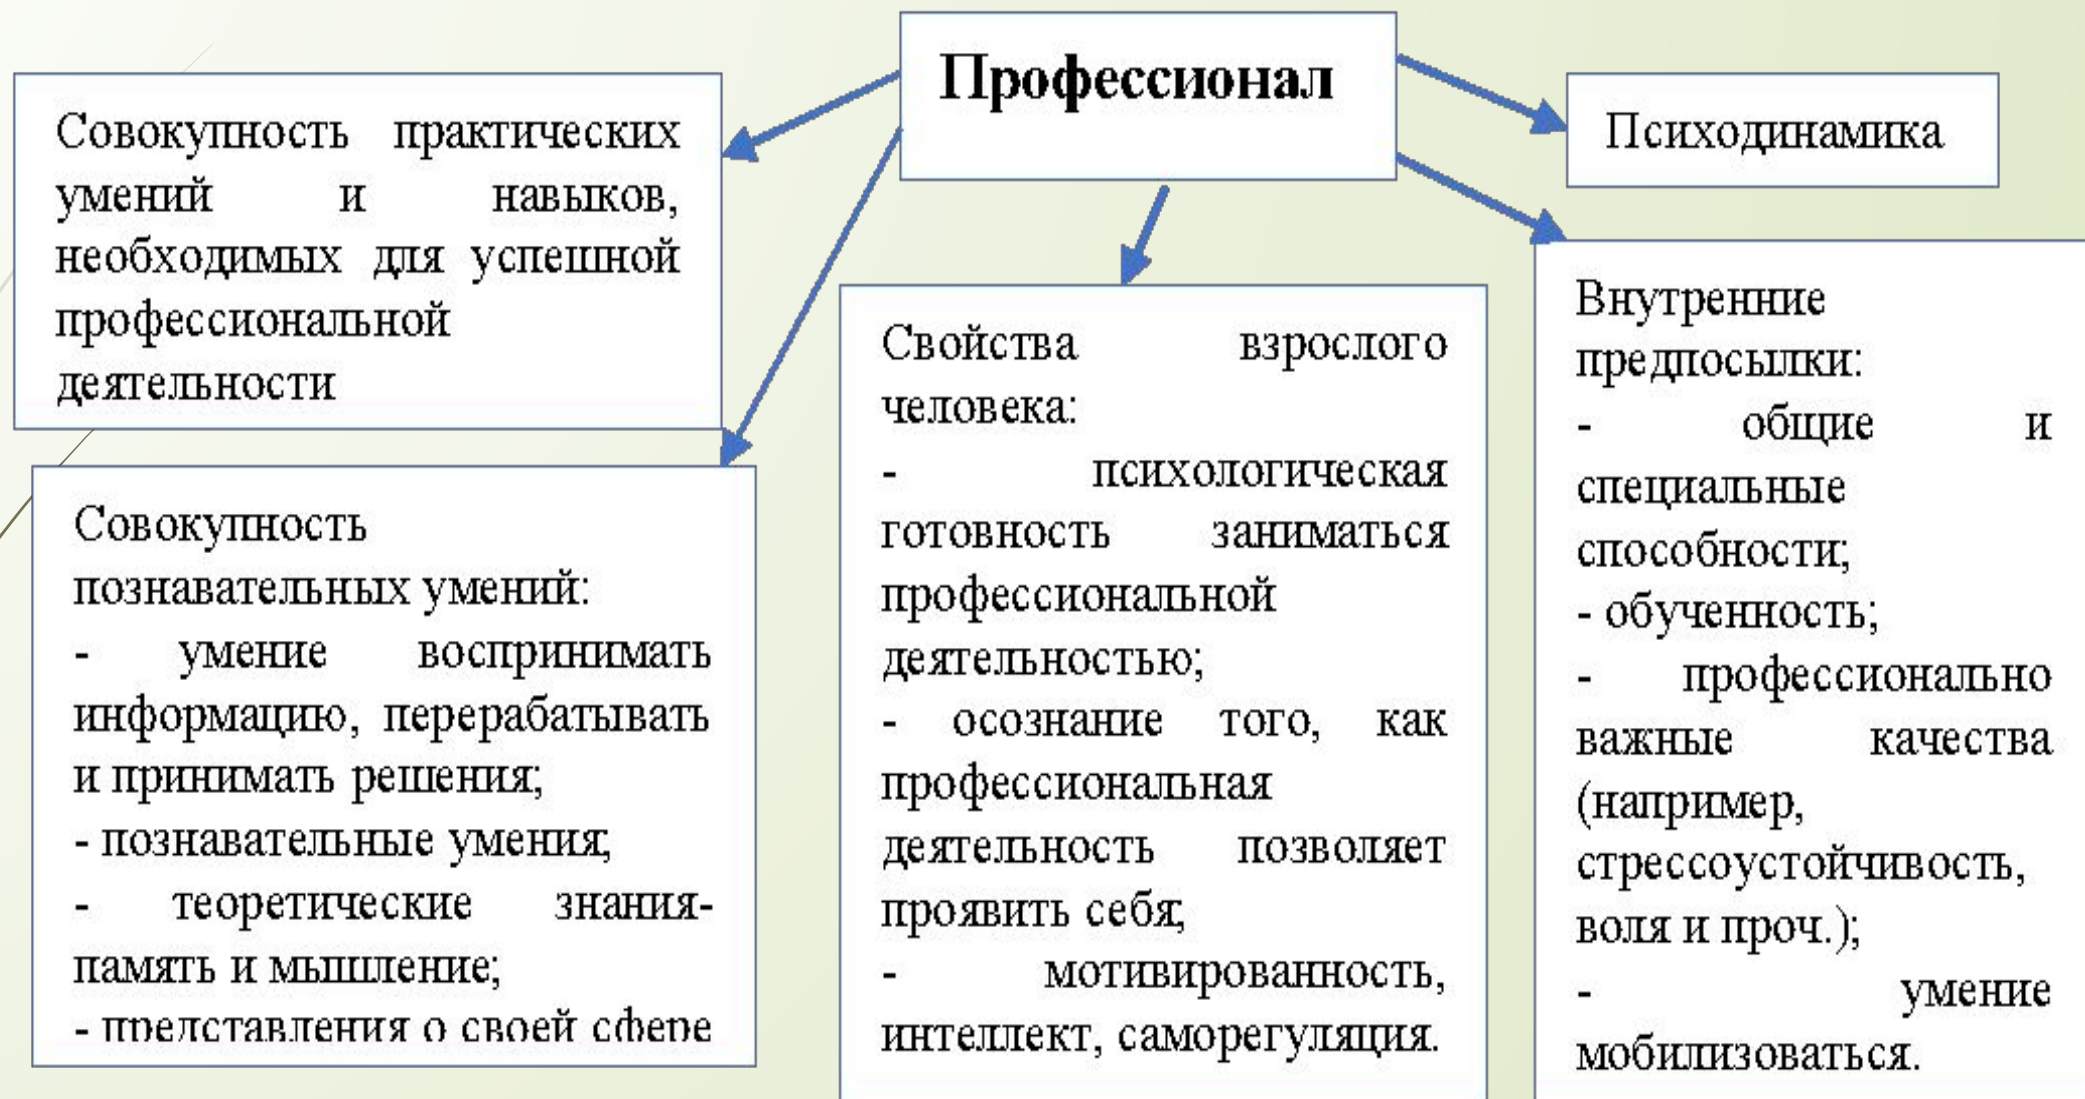 Профессионал
Совокупность практических
умений и навыков,
необходимых для успешной
профессиональной
деятельности
Психодинамика
Совокупность
познавательных умений:
- умение воспринимать
информацию, перерабатывать
и принимать решения;
- познавательные умения;
- теоретические знания-
память и мышление;
- представления о своей сфере
Свойства взрослого
человека:
- психологическая
готовность заниматься
профессиональной
деятельностью;
- осознание того, как
профессиональная
деятельность позволяет
проявить себя;
- мотивированность,
интеллект, саморегуляция.
Внутренние
предпосылки:
- общие и
специальные
способности;
- обученность;
- профессионально
важные качества
(например,
стрессоустойчивость,
воля и проч.);
- умение
мобилизоваться.